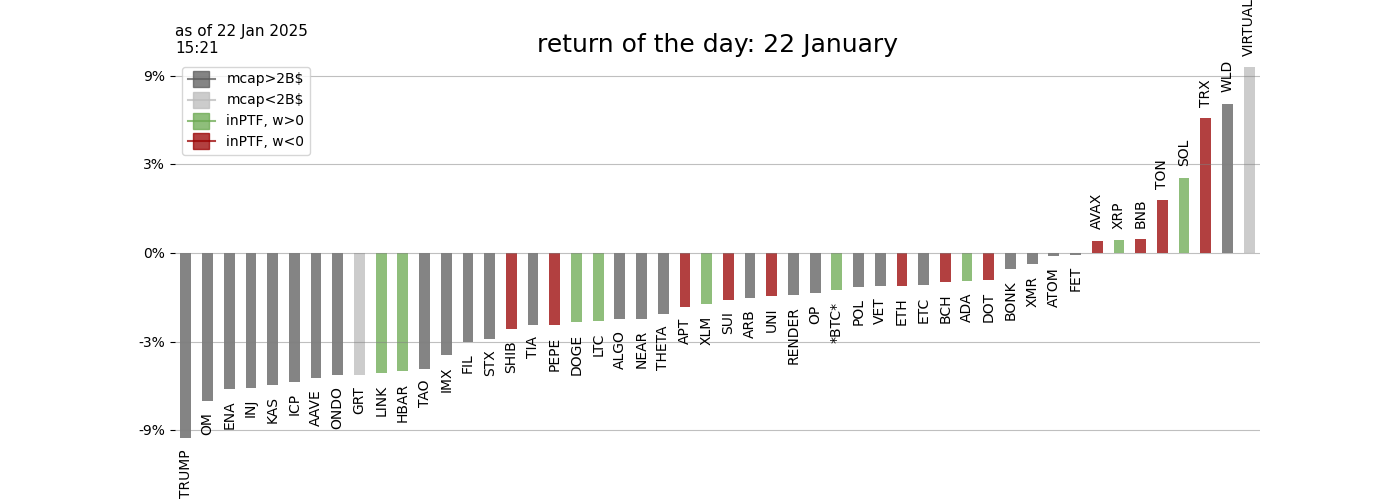 as of 22 Jan 2025
15:21
return of the day: 22 January
mcap>2B$
mcap<2B$
inPTF, w>0
inPTF, w<0
9%
3%
0%
-3%
-9%
TRUMP
OM
ENA
INJ
KAS
ICP
AAVE
ONDO
GRT
LINK
HBAR
TAO
IMX
FIL
STX
SHIB
TIA
PEPE
DOGE
LTC
ALGO
NEAR
THETA
APT
XLM
SUI
ARB
UNI
RENDER
OP
*BTC*
POL
VET
ETH
ETC
BCH
ADA
DOT
BONK
XMR
ATOM
FET
AVAX
XRP
BNB
TON
SOL
TRX
WLD
VIRTUAL